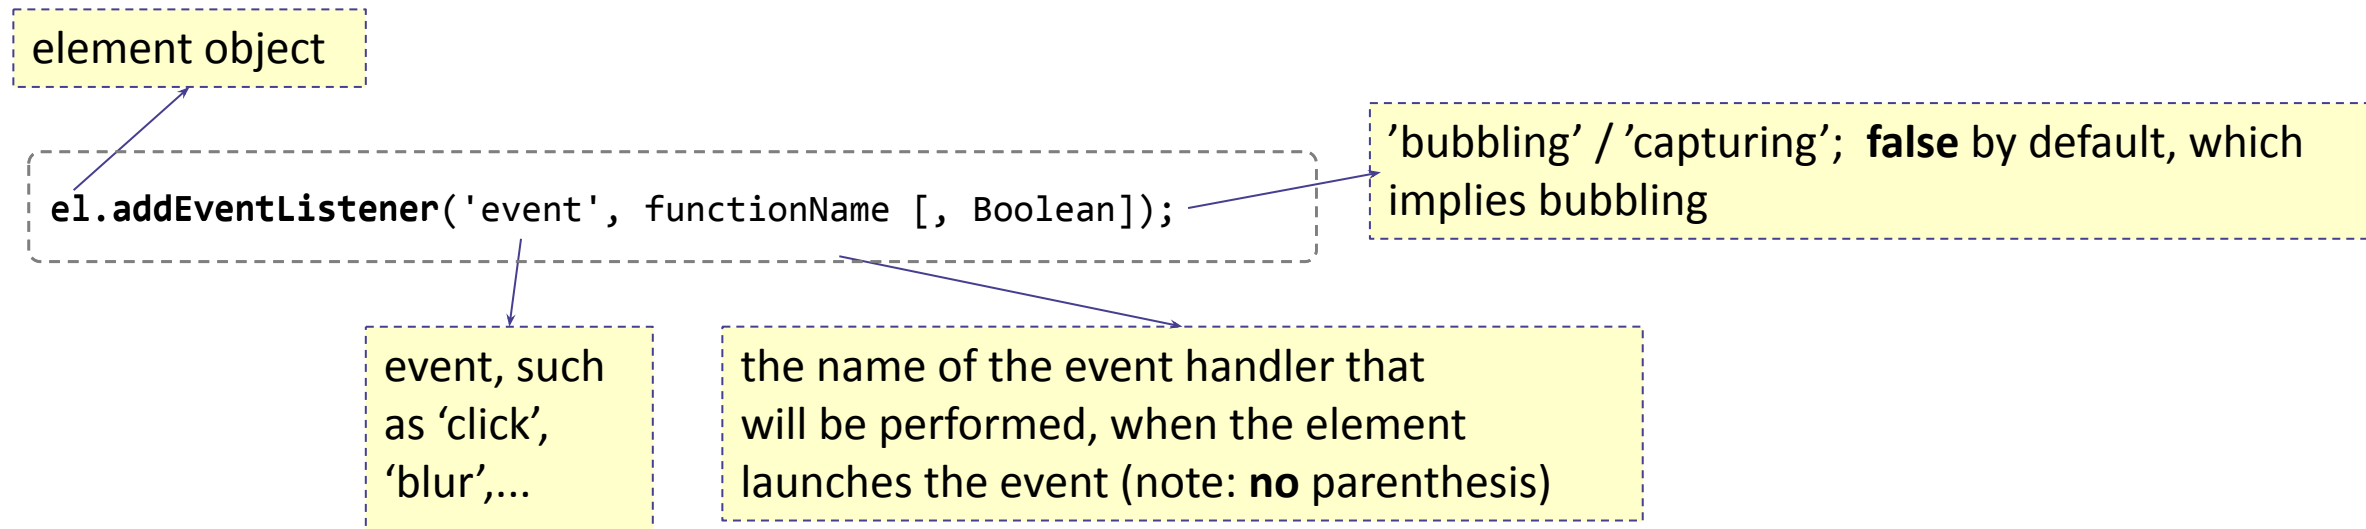 element object
’bubbling’ / ’capturing’; false by default, which
implies bubbling
el.addEventListener('event', functionName [, Boolean]);
event, such
as ‘click’,
‘blur’,...
the name of the event handler that
will be performed, when the element
launches the event (note: no parenthesis)